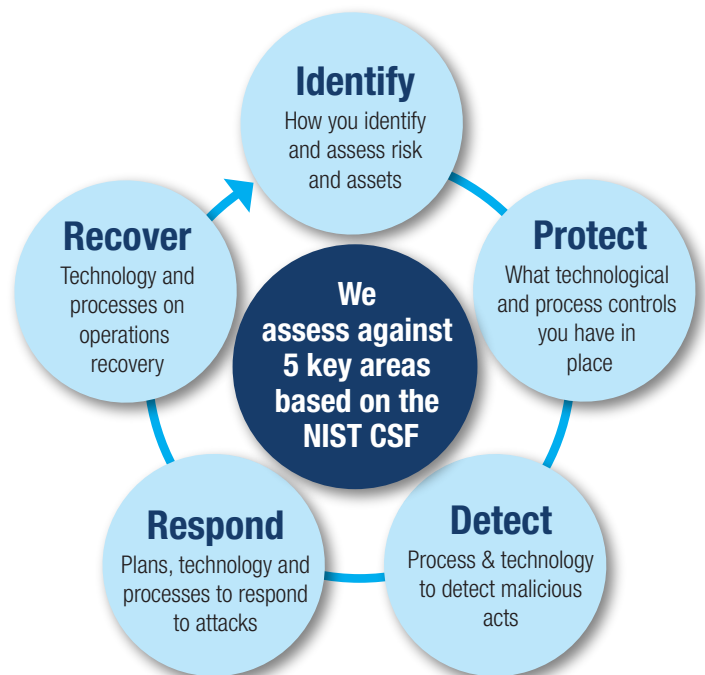 Identify
How you identify
and assess risk
and assets
Protect
What technological
and process controls
you have in
place
Detect
Process & technology
to detect malicious
acts
Respond
Plans, technology and
processes to respond
to attacks
Recover
Technology and
processes on
operations
recovery
We
assess against
5 key areas
based on the
NIST CSF